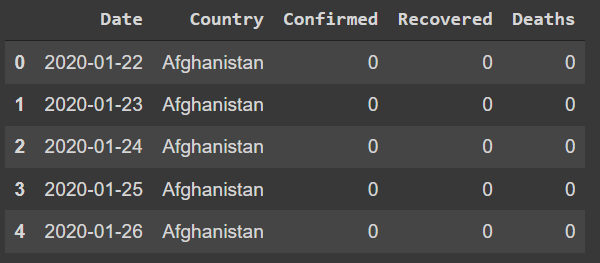 Date Country Confirmed Recovered Deaths
0 2020-01-22 Afghanistan 0 0 0
1 2020-01-23 Afghanistan 0 0 0
2 2020-01-24 Afghanistan 0 0 0
3 2020-01-25 Afghanistan 0 0 0
4 2020-01-26 Afghanistan 0 0 0